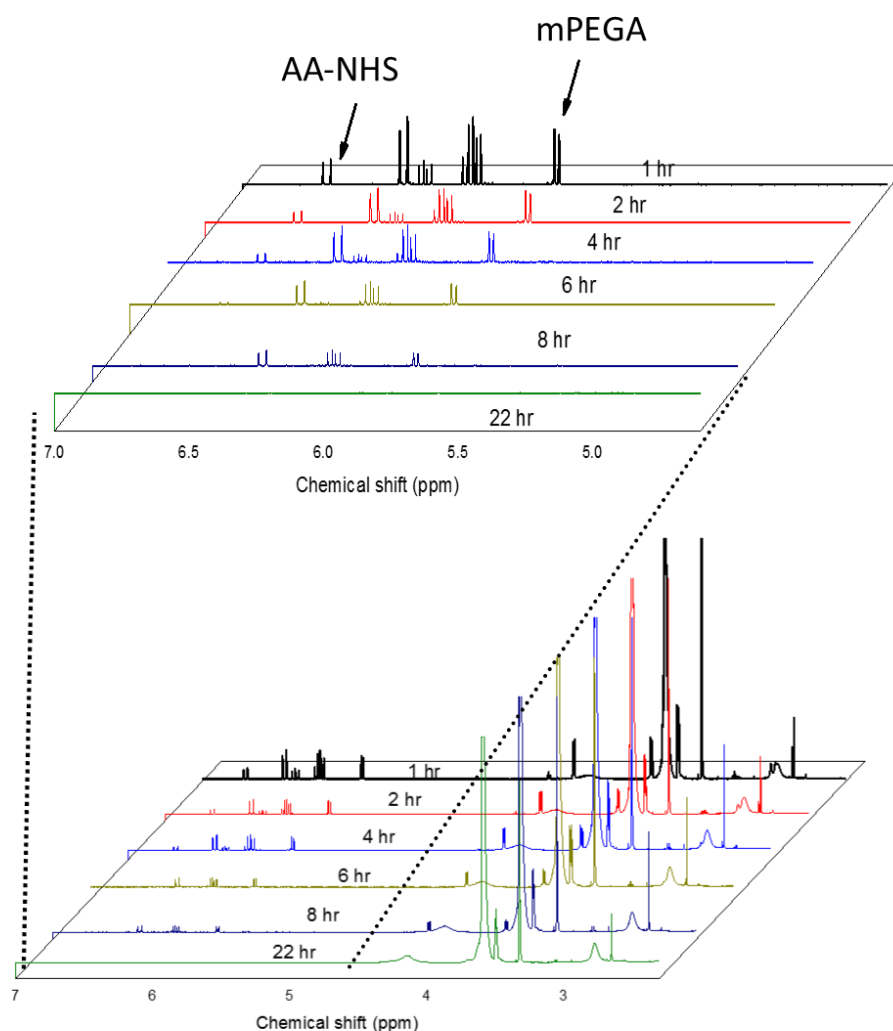 mPEGA
AA-NHS
1 hr
2 hr
4 hr
6 hr
8 hr
22 hr
7.0 6.5 6.0 5.5 5.0
Chemical shift (ppm)
1 hr
2 hr
4 hr
6 hr
8 hr
22 hr
7 6 5 4 3
Chemical shift (ppm)